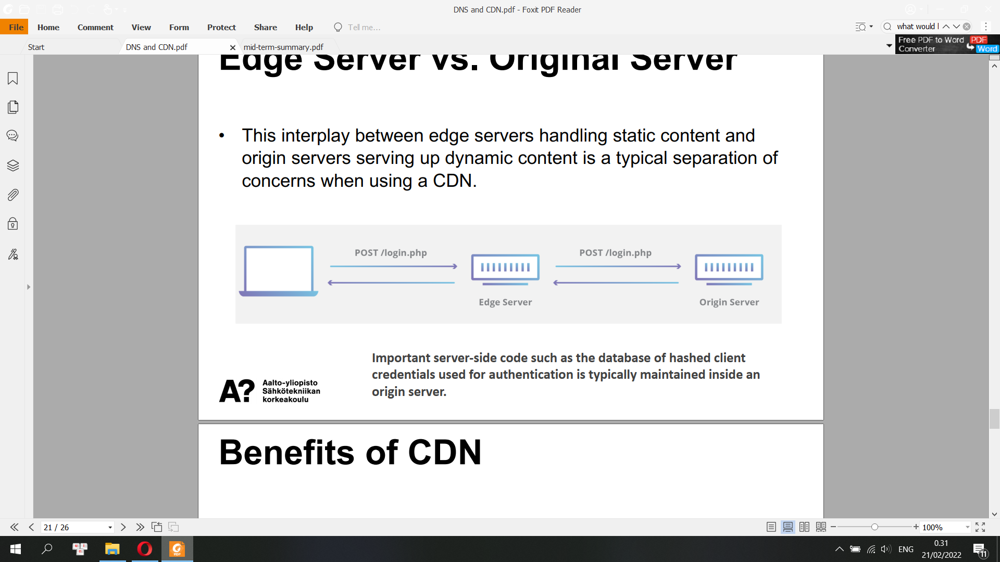 DNS and CDN.pdf - Foxit PDF Reader
File Home Comment View Form Protect Share Help Tell me...
what would l
Start DNS and CDN.pdf mid-term-summary.pdf
Free PDF to Word PDF
Converter Word
Edge Server vs. Original Server
• This interplay between edge servers handling static content and
origin servers serving up dynamic content is a typical separation of
concerns when using a CDN.
POST /login.php POST /login.php
Edge Server Origin Server
Important server-side code such as the database of hashed client
credentials used for authentication is typically maintained inside an
origin server.
A?
Aalto-yliopisto
Sähkötekniikan
korkeakoulu
Benefits of CDN
21 / 26
100%
ENG
0.31
21/02/2022
11